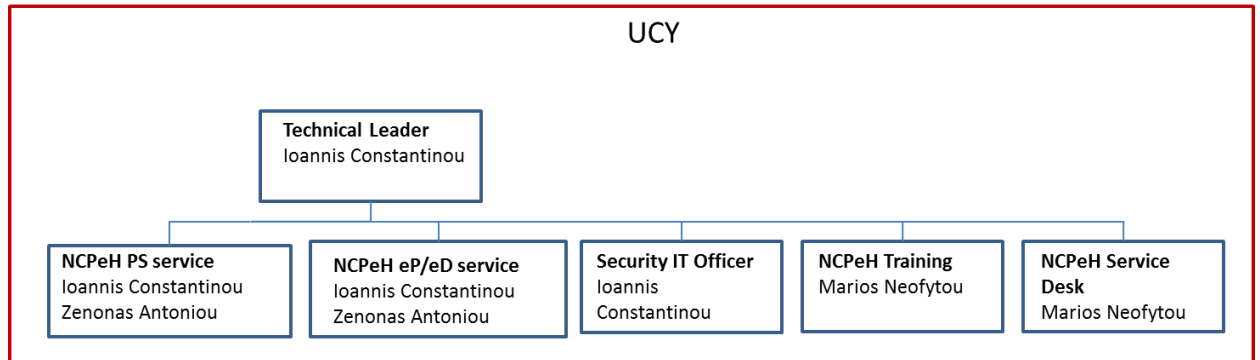 UCY
Technical Leader
Ioannis Constantinou
NCPeH PS service
Ioannis Constantinou
Zenonas Antoniou
NCPeH eP/eD service
Ioannis Constantinou
Zenonas Antoniou
Security IT Officer
Ioannis
Constantinou
NCPeH Training
Marios Neofytou
NCPeH Service
Desk
Marios Neofytou